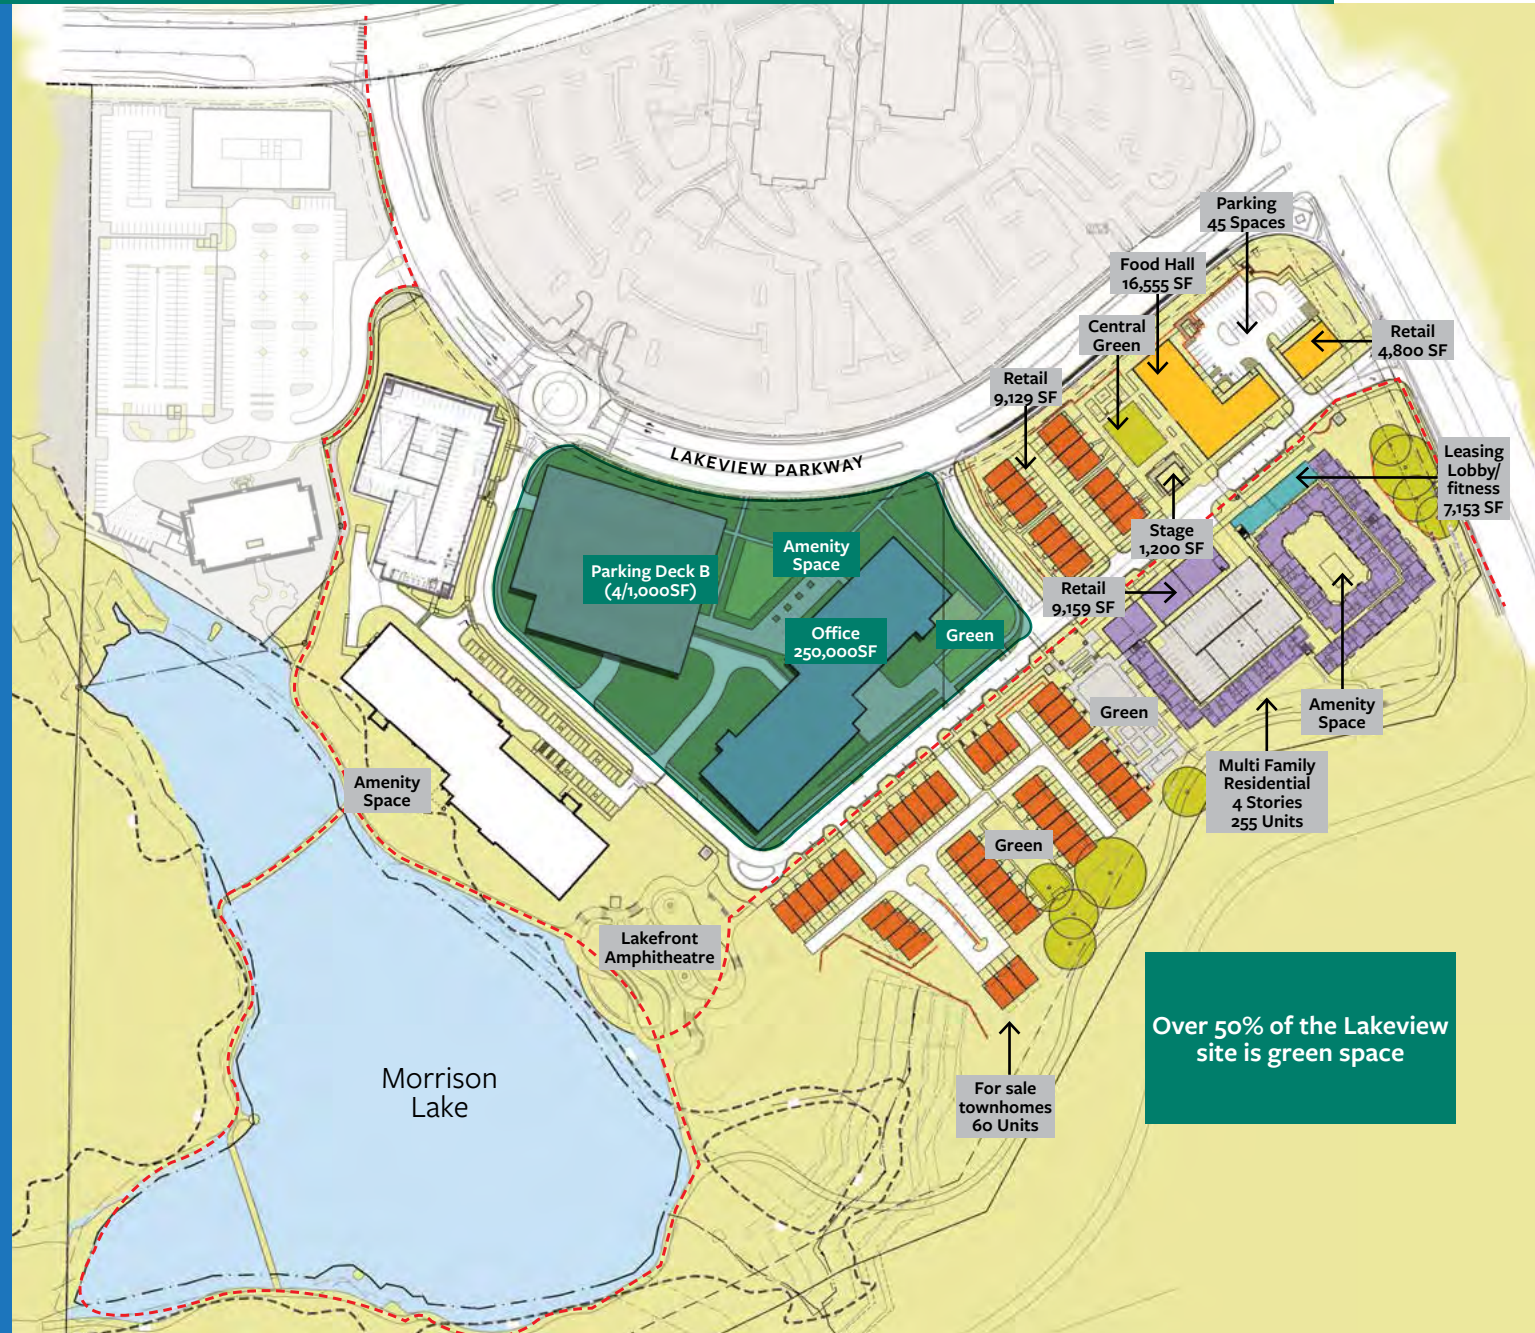 Parking
45 Spaces
Food Hall
16,555 SF
Central
Green
Retail
4,800 SF
Retail
9,129 SF
LAKEVIEW PARKWAY
Leasing
Lobby/
fitness
7,153 SF
Stage
1,200 SF
Amenity
Space
Parking Deck B
(4/1,000SF)
Retail
9,159 SF
Office
250,000SF
Green
Amenity
Space
Green
Multi Family
Residential
4 Stories
255 Units
Amenity
Space
Green
Lakefront
Amphitheatre
Over 50% of the Lakeview
site is green space
Morrison
Lake
For sale
townhomes
60 Units